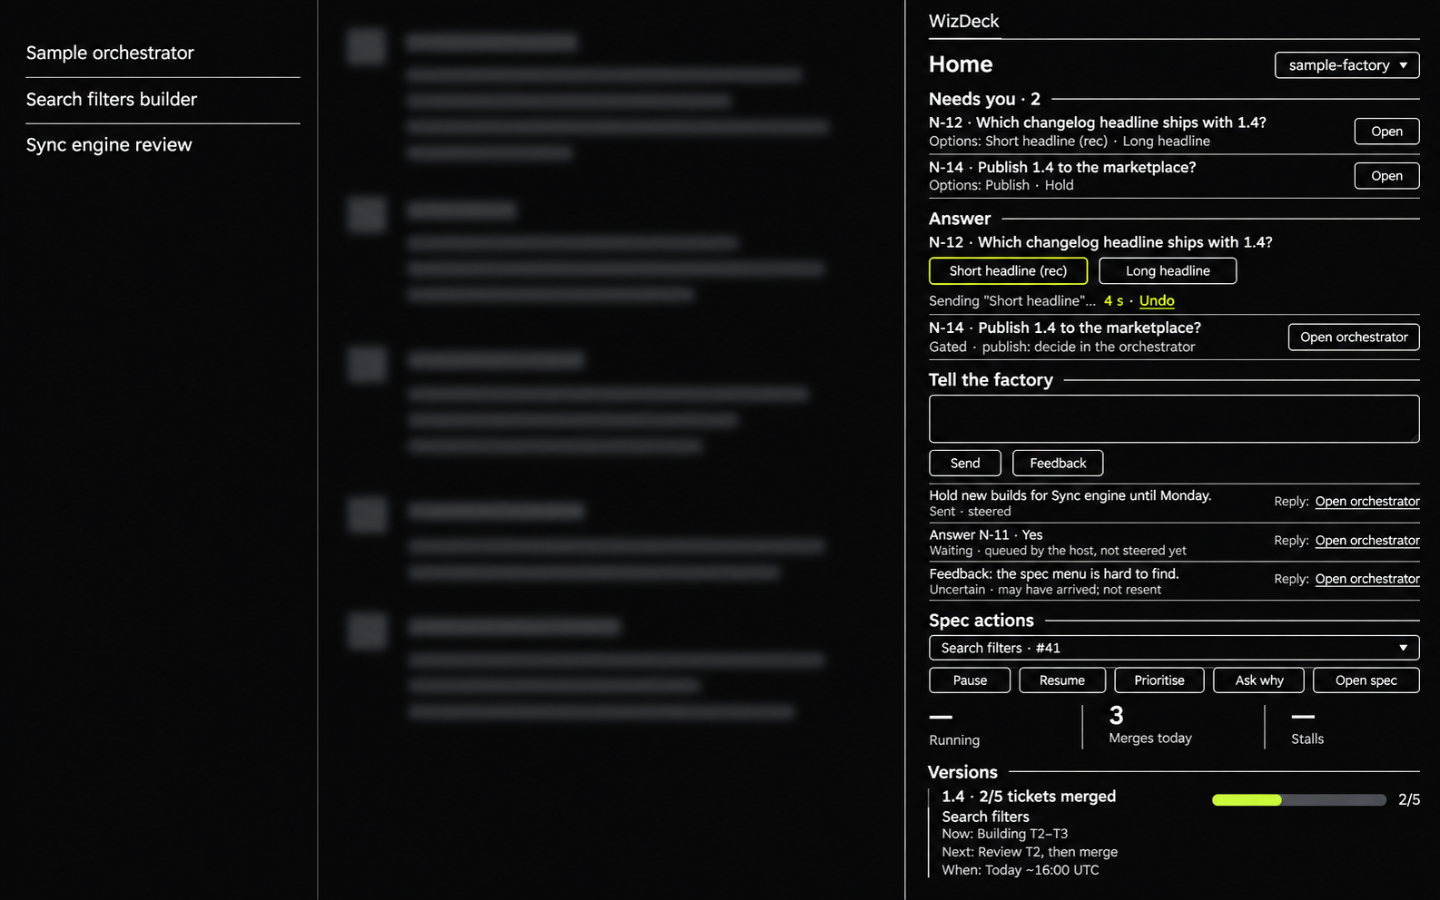 Sample orchestrator
Search filters builder
Sync engine review
WizDeck
Home
sample-factory
Needs you · 2
N-12 · Which changelog headline ships with 1.4?
Options: Short headline (rec) · Long headline
Open
N-14 · Publish 1.4 to the marketplace?
Options: Publish · Hold
Open
Answer
N-12 · Which changelog headline ships with 1.4?
Short headline (rec)
Long headline
Sending "Short headline"... 4 s · Undo
N-14 · Publish 1.4 to the marketplace?
Gated · publish: decide in the orchestrator
Open orchestrator
Tell the factory
Send
Feedback
Hold new builds for Sync engine until Monday.
Sent · steered
Reply: Open orchestrator
Answer N-11 · Yes
Waiting · queued by the host, not steered yet
Reply: Open orchestrator
Feedback: the spec menu is hard to find.
Uncertain · may have arrived; not resent
Reply: Open orchestrator
Spec actions
Search filters · #41
Pause
Resume
Prioritise
Ask why
Open spec
—
Running
3
Merges today
—
Stalls
Versions
1.4 · 2/5 tickets merged
2/5
Search filters
Now: Building T2–T3
Next: Review T2, then merge
When: Today ~16:00 UTC